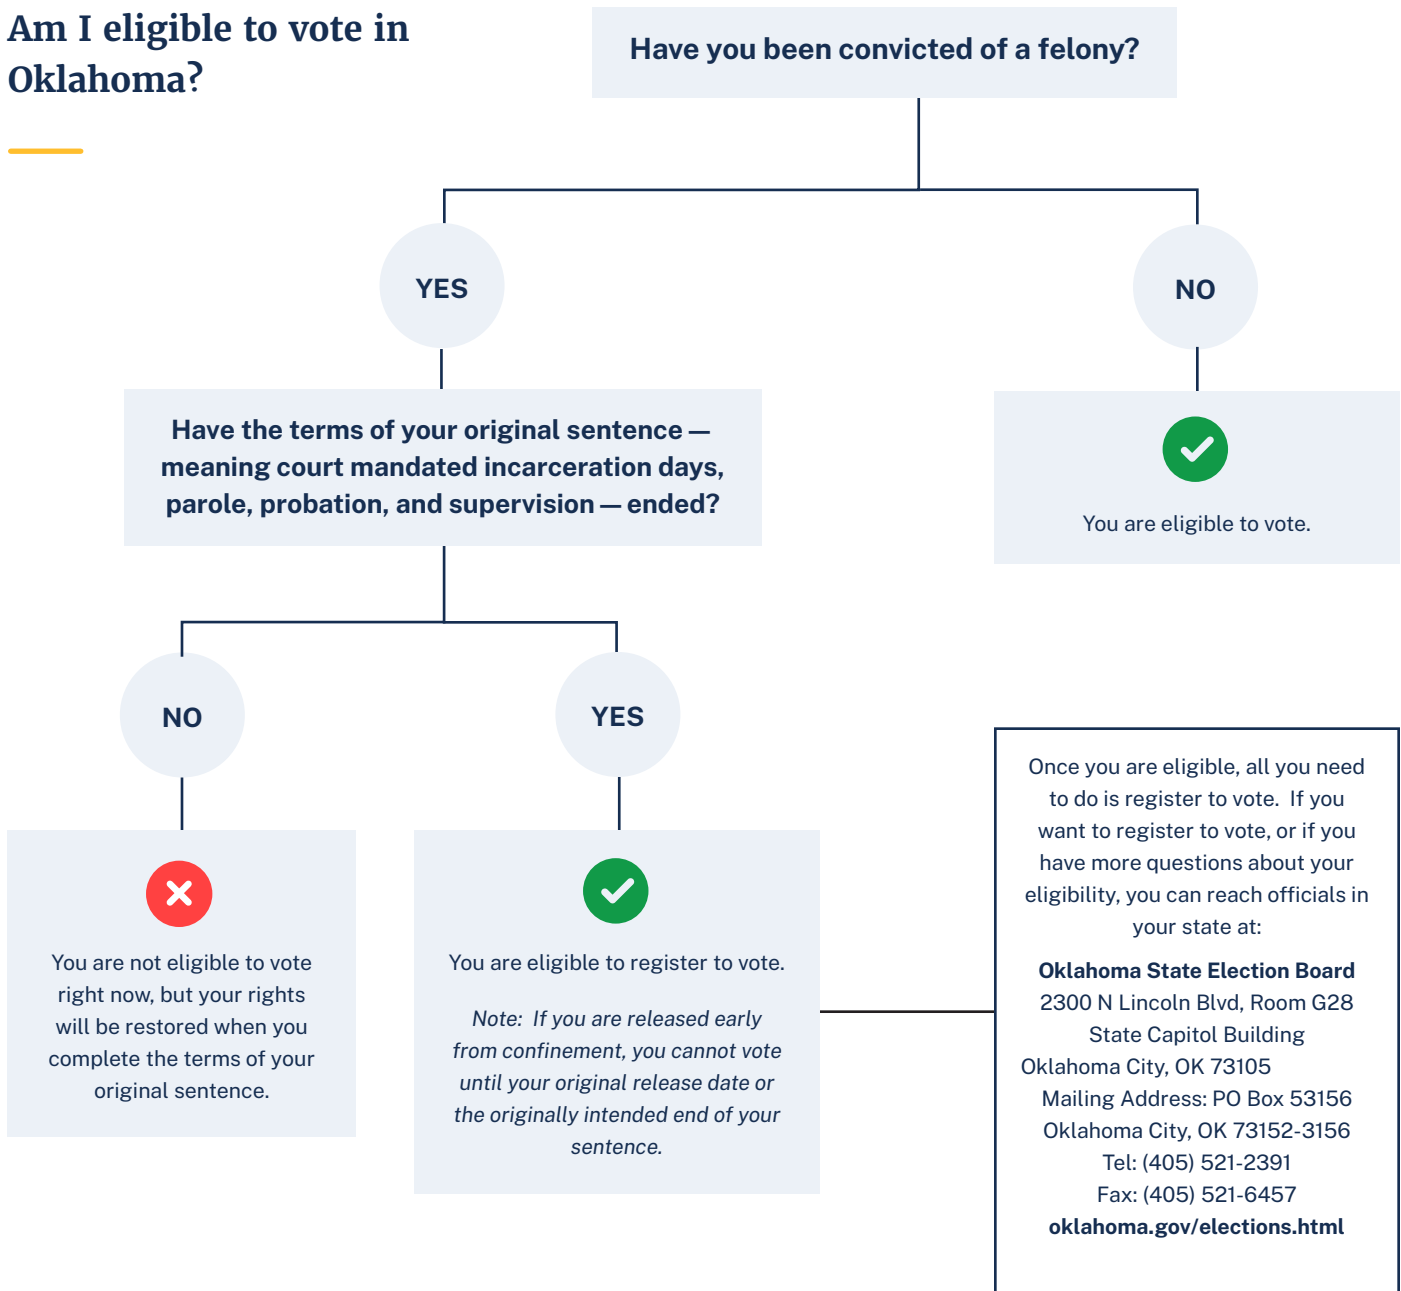 Am I eligible to vote in
Oklahoma?
Have you been convicted of a felony?
YES
NO
Have the terms of your original sentence —
meaning court mandated incarceration days,
parole, probation, and supervision — ended?
You are eligible to vote.
NO
YES
You are not eligible to vote
right now, but your rights
will be restored when you
complete the terms of your
original sentence.
You are eligible to register to vote.
Note:  If you are released early
from confinement, you cannot vote
until your original release date or
the originally intended end of your
sentence.
Once you are eligible, all you need
to do is register to vote.  If you
want to register to vote, or if you
have more questions about your
eligibility, you can reach officials in
your state at:
Oklahoma State Election Board
2300 N Lincoln Blvd, Room G28
State Capitol Building
Oklahoma City, OK 73105
Mailing Address: PO Box 53156
Oklahoma City, OK 73152-3156
Tel: (405) 521-2391
Fax: (405) 521-6457
oklahoma.gov/elections.html